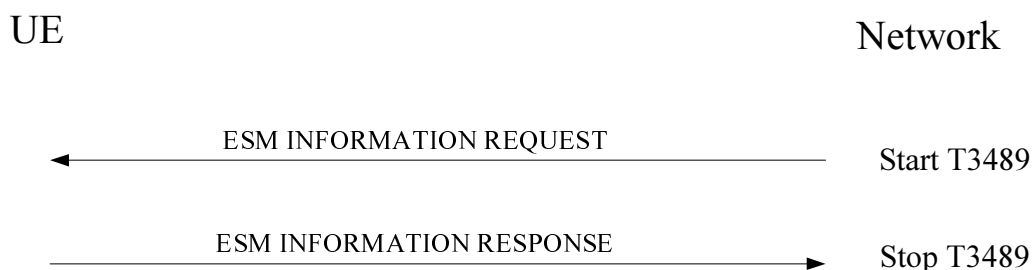 UE
Network
ESM INFORMATION REQUEST
Start T3489
ESM INFORMATION RESPONSE
Stop T3489